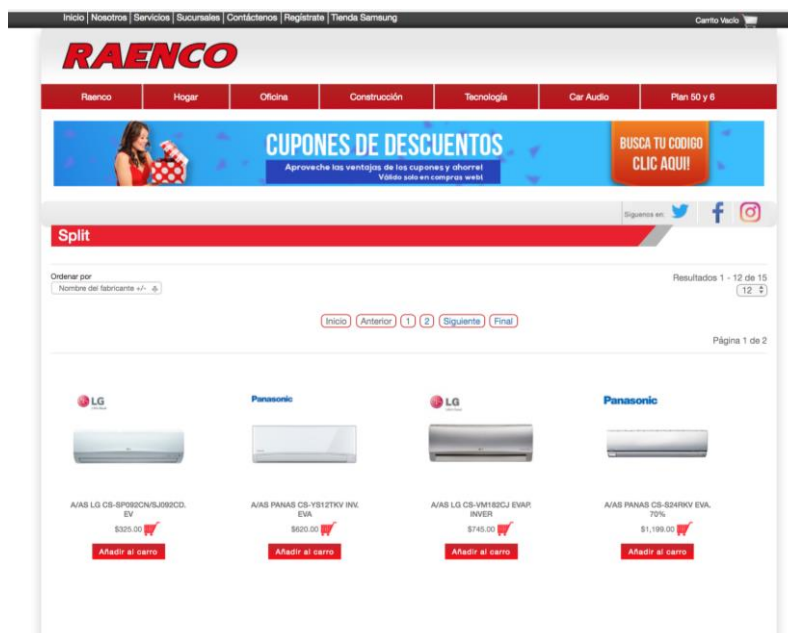 Inicio | Nosotros | Servicios | Sucursales | Contáctenos | Regístrate | Tienda Samsung
Carrito Vacío
RAENCO
Raenco Hogar Oficina Construcción Tecnología Car Audio Plan 50 y 6
CUPONES DE DESCUENTOS
Aproveche las ventajas de los cupones y ahorre!
Válido solo en compras web!
BUSCA TU CODIGO
CLIC AQUI!!
Siguenos en:
Split
Ordenar por
Nombre del fabricante +/-
Resultados 1 - 12 de 15
12
Inicio Anterior 1 2 Siguiente Final
Página 1 de 2
LG Panasonic LG Panasonic
A/AS LG CS-SP092CN/SJ092CD.
EV
$325.00
Añadir al carro
A/AS PANAS CS-YS12TKV INV.
EVA
$620.00
Añadir al carro
A/AS LG CS-VM182CJ EVAP.
INVER
$745.00
Añadir al carro
A/AS PANAS CS-S24RKV EVA.
70%
$1,199.00
Añadir al carro